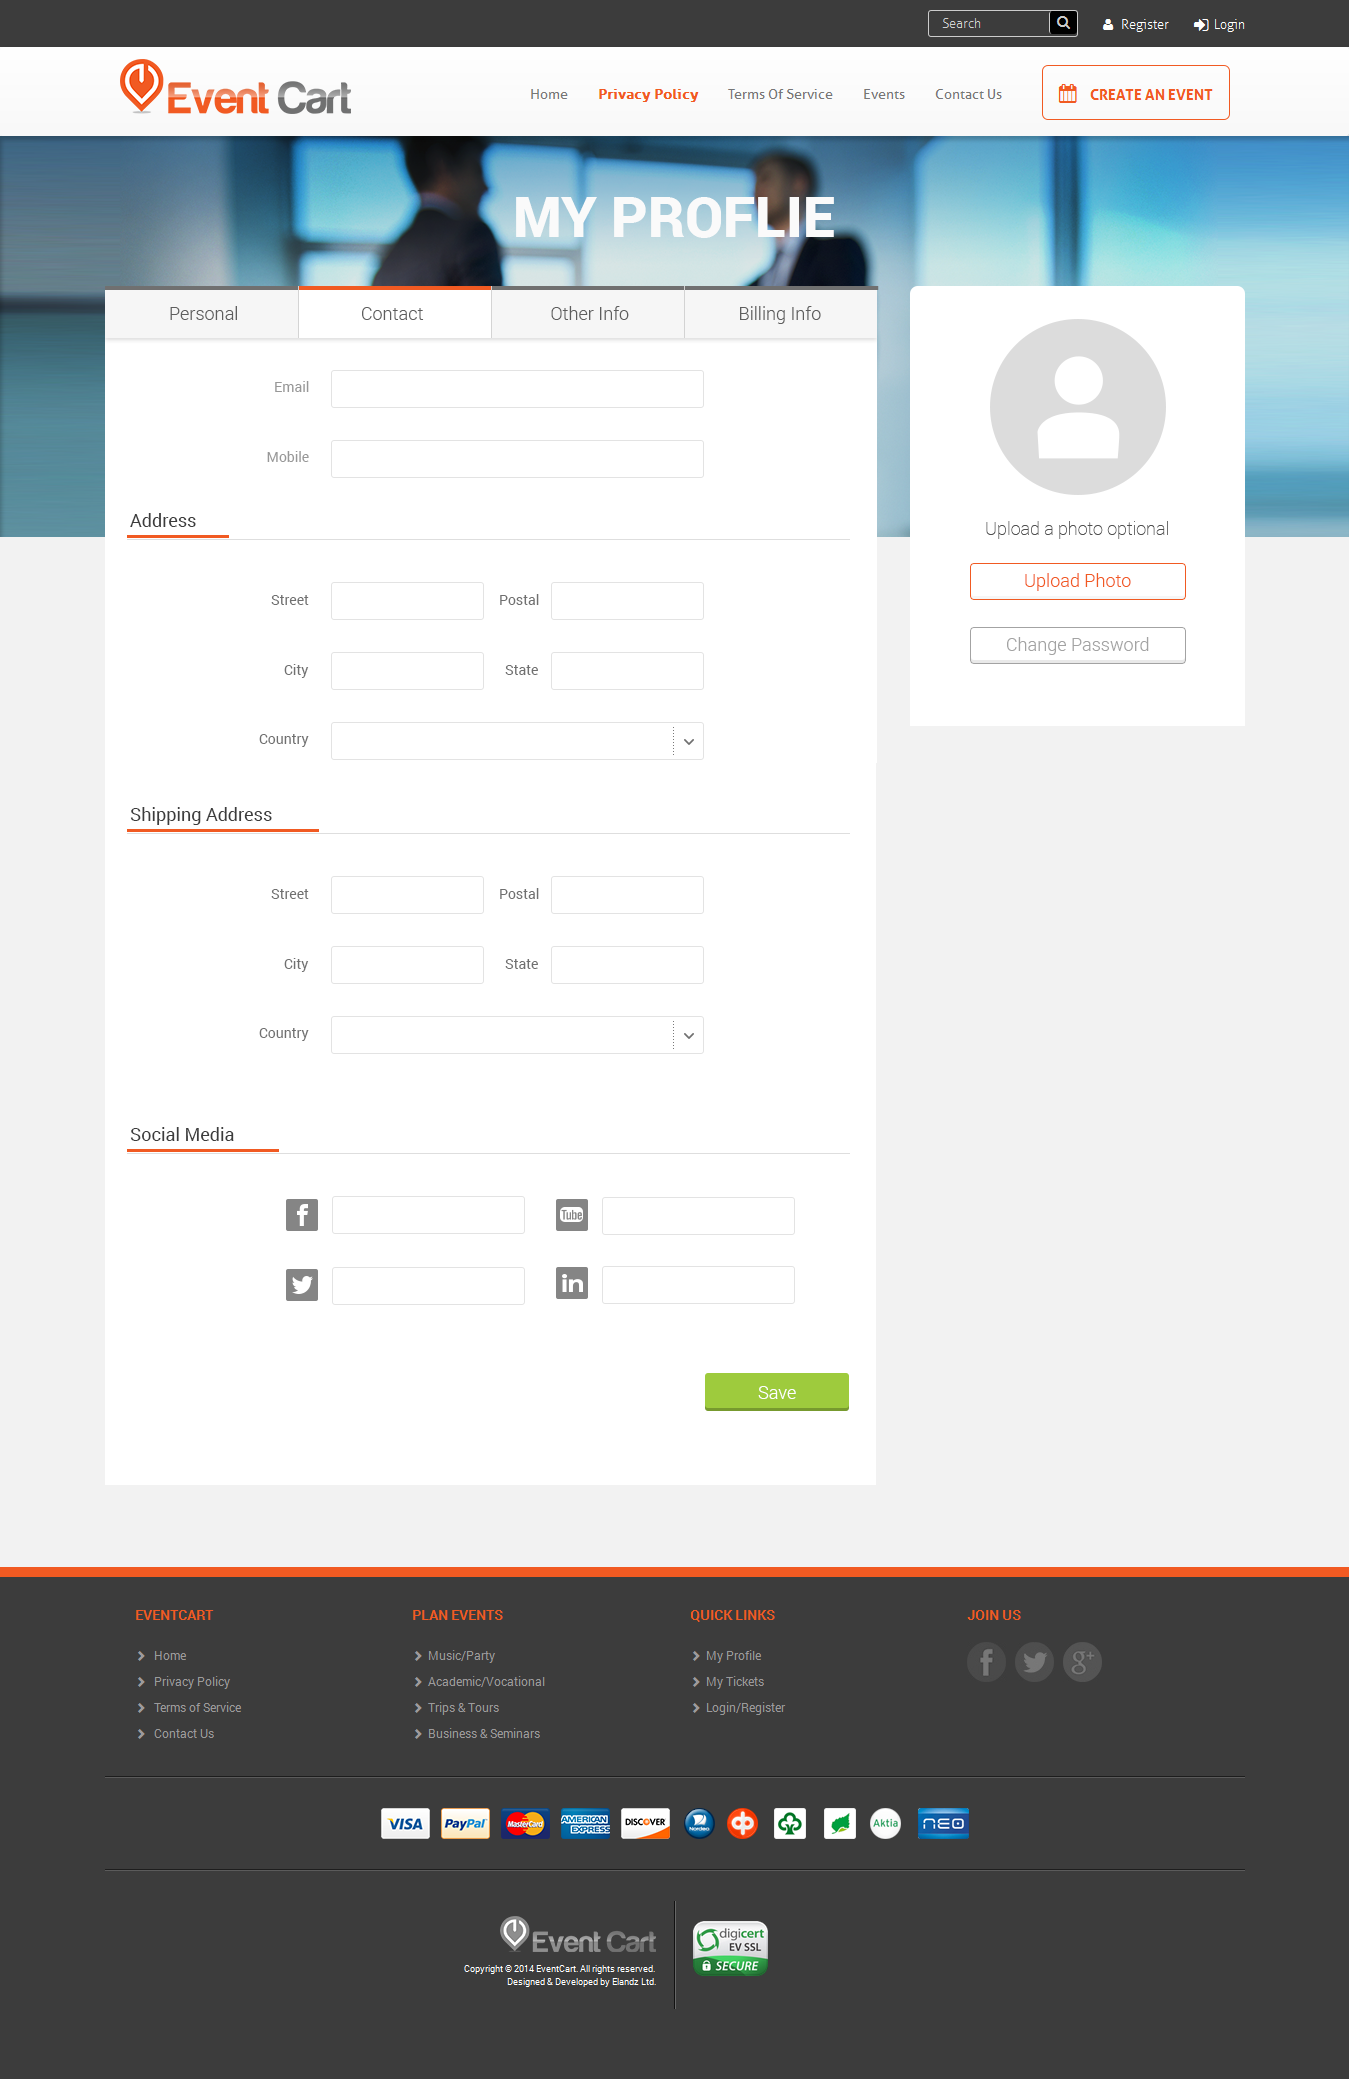 Search
Register
Login
Event Cart
Home
Privacy Policy
Terms Of Service
Events
Contact Us
CREATE AN EVENT
MY PROFLIE
Personal
Contact
Other Info
Billing Info
Email
Mobile
Address
Street
Postal
City
State
Country
Upload a photo optional
Upload Photo
Change Password
Shipping Address
Street
Postal
City
State
Country
Social Media
f
Tube
in
Save
EVENTCART
Home
Privacy Policy
Terms of Service
Contact Us
PLAN EVENTS
Music/Party
Academic/Vocational
Trips & Tours
Business & Seminars
QUICK LINKS
My Profile
My Tickets
Login/Register
JOIN US
f
g+
VISA
PayPal
MasterCard
AMERICAN EXPRESS
DISCOVER
Nordea
Aktia
NEO
Event Cart
Copyright © 2014 EventCart. All rights reserved.
Designed & Developed by Elandz Ltd.
digicert
EV SSL
SECURE